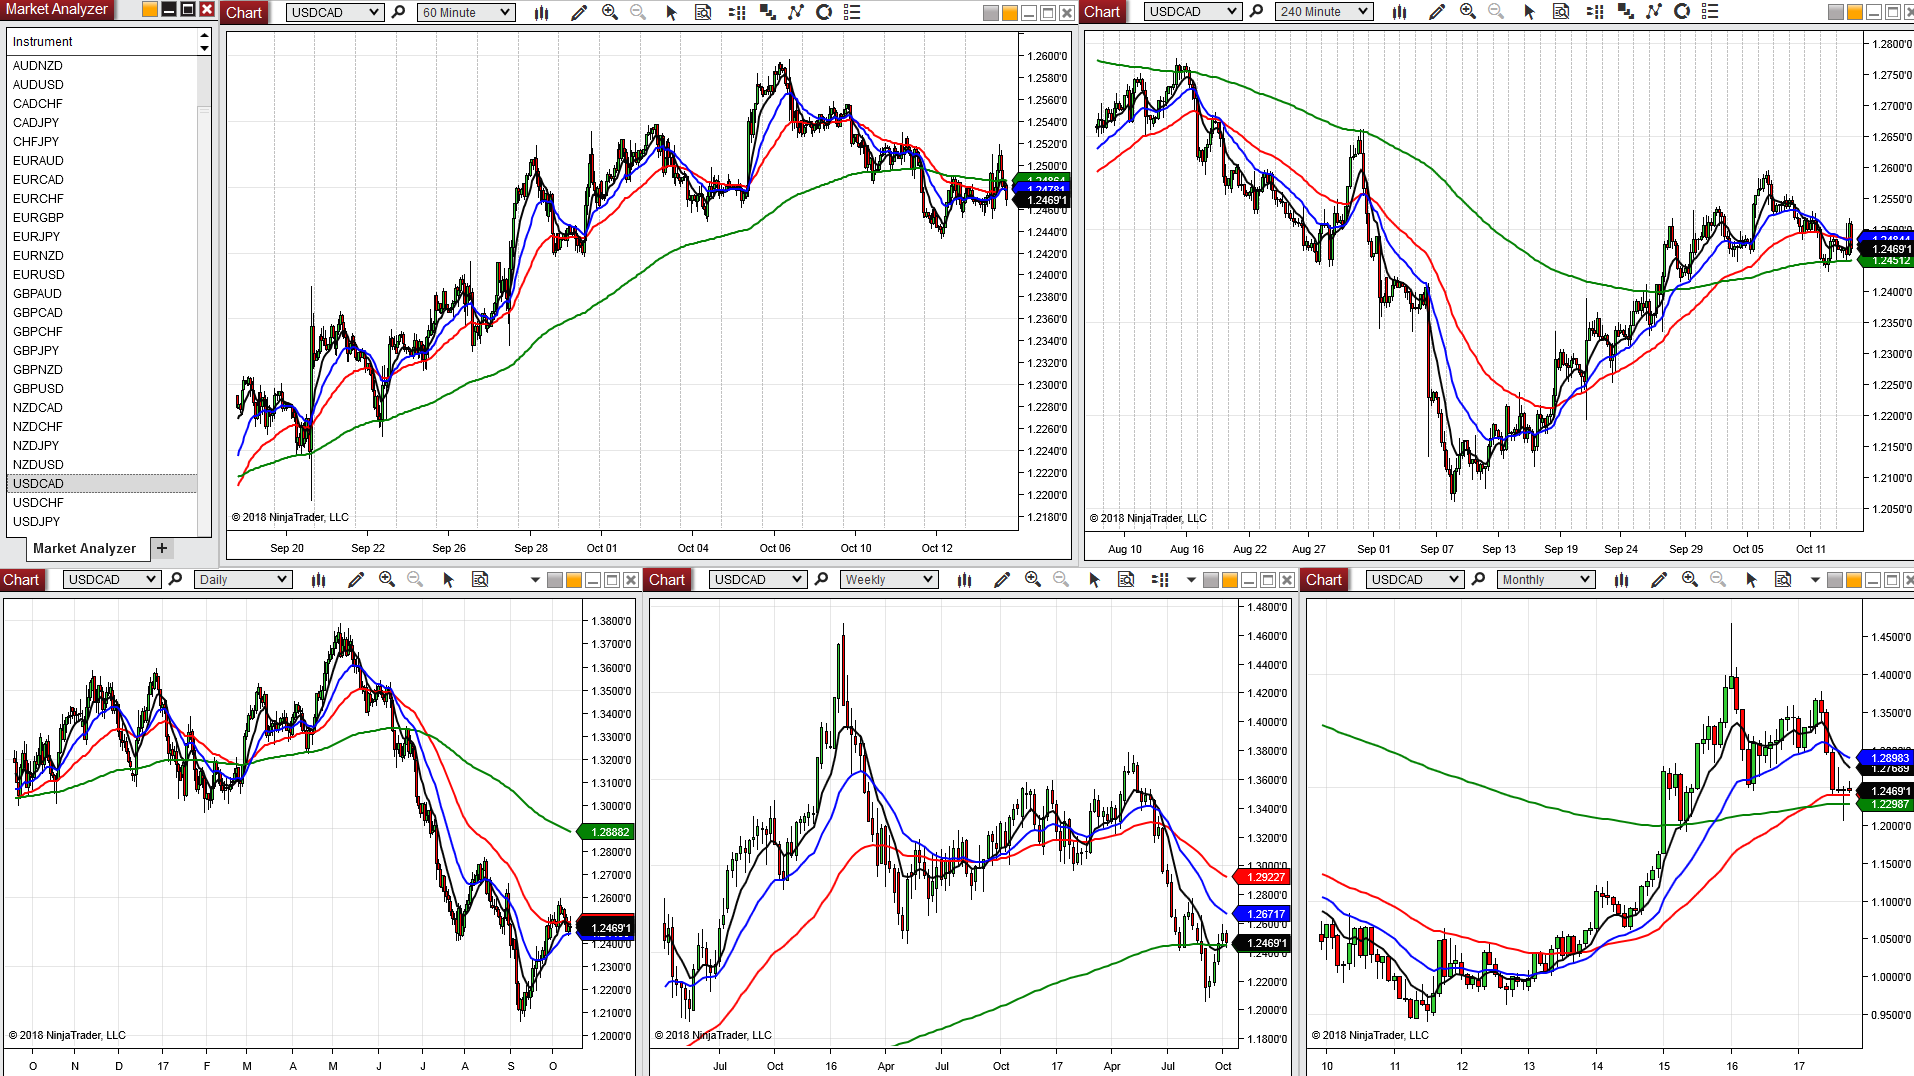 Market Analyzer
Instrument
AUDNZD
AUDUSD
CADCHF
CADJPY
CHFJPY
EURAUD
EURCAD
EURCHF
EURGBP
EURJPY
EURNZD
EURUSD
GBPAUD
GBPCAD
GBPCHF
GBPJPY
GBPNZD
GBPUSD
NZDCAD
NZDCHF
NZDJPY
NZDUSD
USDCAD
USDCHF
USDJPY
Market Analyzer +
Chart USDCAD 60 Minute
1.2600'0
1.2580'0
1.2560'0
1.2540'0
1.2520'0
1.2500'0
1.24781
1.2469'1
1.2440'0
1.2420'0
1.2400'0
1.2380'0
1.2360'0
1.2340'0
1.2320'0
1.2300'0
1.2280'0
1.2260'0
1.2240'0
1.2220'0
1.2200'0
1.2180'0
© 2018 NinjaTrader, LLC
Sep 20 Sep 22 Sep 26 Sep 28 Oct 01 Oct 04 Oct 06 Oct 10 Oct 12
Chart USDCAD 240 Minute
1.2800'0
1.2750'0
1.2700'0
1.2650'0
1.2600'0
1.2550'0
1.2469'1
1.24512
1.2400'0
1.2350'0
1.2300'0
1.2250'0
1.2200'0
1.2150'0
1.2100'0
1.2050'0
© 2018 NinjaTrader, LLC
Aug 10 Aug 16 Aug 22 Aug 27 Sep 01 Sep 07 Sep 13 Sep 19 Sep 24 Sep 29 Oct 05 Oct 11
Chart USDCAD Daily
1.3800'0
1.3700'0
1.3600'0
1.3500'0
1.3400'0
1.3300'0
1.3200'0
1.3100'0
1.3000'0
1.28882
1.2800'0
1.2700'0
1.2600'0
1.2469'1
1.2400'0
1.2300'0
1.2200'0
1.2100'0
1.2000'0
© 2018 NinjaTrader, LLC
O N D 17 F M A M J J A S O
Chart USDCAD Weekly
1.4800'0
1.4600'0
1.4400'0
1.4200'0
1.4000'0
1.3800'0
1.3600'0
1.3400'0
1.3200'0
1.3000'0
1.29227
1.2800'0
1.26717
1.2600'0
1.2469'1
1.2400'0
1.2200'0
1.2000'0
1.1800'0
© 2018 NinjaTrader, LLC
Jul Oct 16 Apr Jul Oct 17 Apr Jul Oct
Chart USDCAD Monthly
1.4500'0
1.4000'0
1.3500'0
1.28983
1.27689
1.2469'1
1.22987
1.2000'0
1.1500'0
1.1000'0
1.0500'0
1.0000'0
0.9500'0
© 2018 NinjaTrader, LLC
10 11 12 13 14 15 16 17